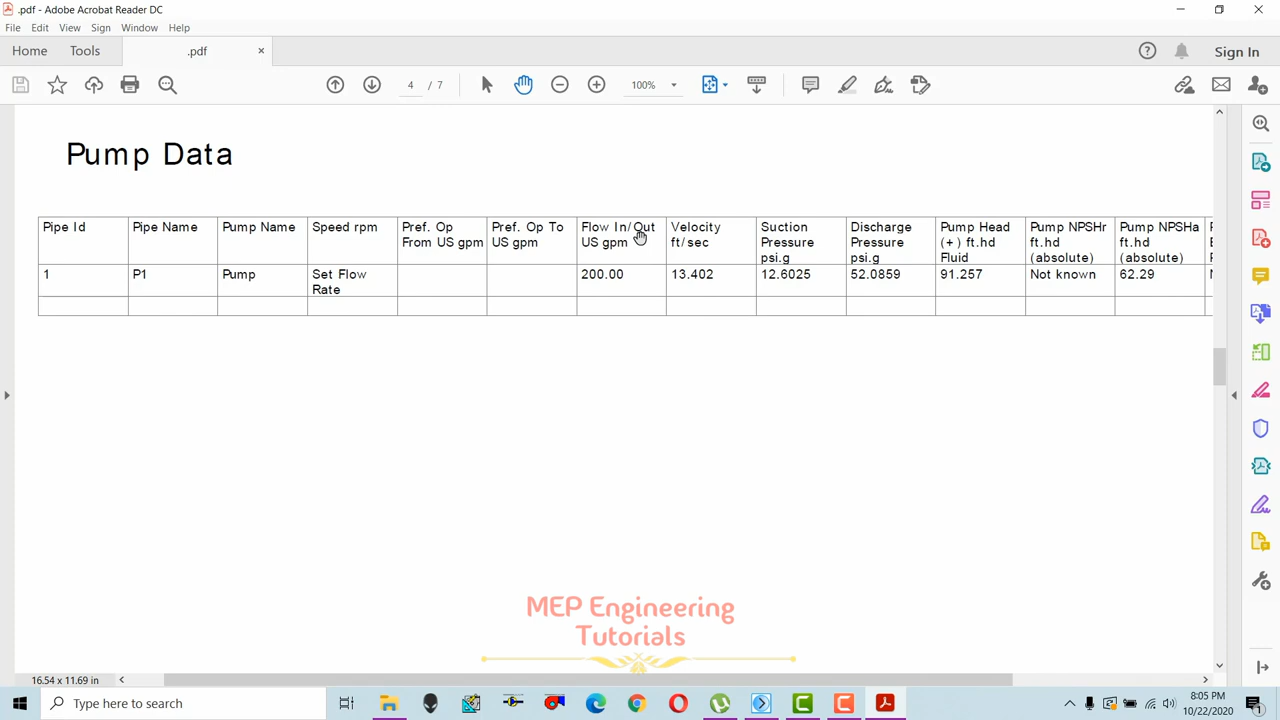 .pdf - Adobe Acrobat Reader DC
File Edit View Sign Window Help
Home Tools .pdf × Sign In
4 / 7 100%
Pump Data
Pipe Id
Pipe Name
Pump Name
Speed rpm
Pref. Op
From US gpm
Pref. Op To
US gpm
Flow In/Out
US gpm
Velocity
ft/sec
Suction
Pressure
psi.g
Discharge
Pressure
psi.g
Pump Head
(+) ft.hd
Fluid
Pump NPSHr
ft.hd
(absolute)
Pump NPSHa
ft.hd
(absolute)
1
P1
Pump
Set Flow
Rate
200.00
13.402
12.6025
52.0859
91.257
Not known
62.29
MEP Engineering
Tutorials
16.54 x 11.69 in
Type here to search
8:05 PM
10/22/2020
1